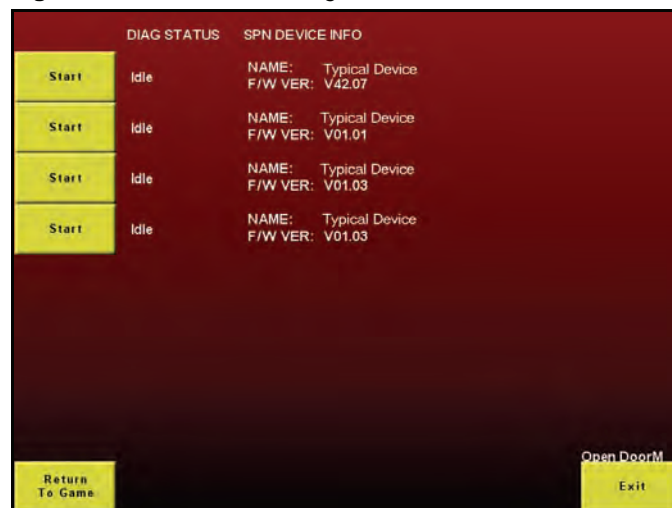 DIAG STATUS SPN DEVICE INFO
Start Idle NAME: Typical Device
F/W VER: V42.07
Start Idle NAME: Typical Device
F/W VER: V01.01
Start Idle NAME: Typical Device
F/W VER: V01.03
Start Idle NAME: Typical Device
F/W VER: V01.03
Open DoorM
Return
To Game
Exit